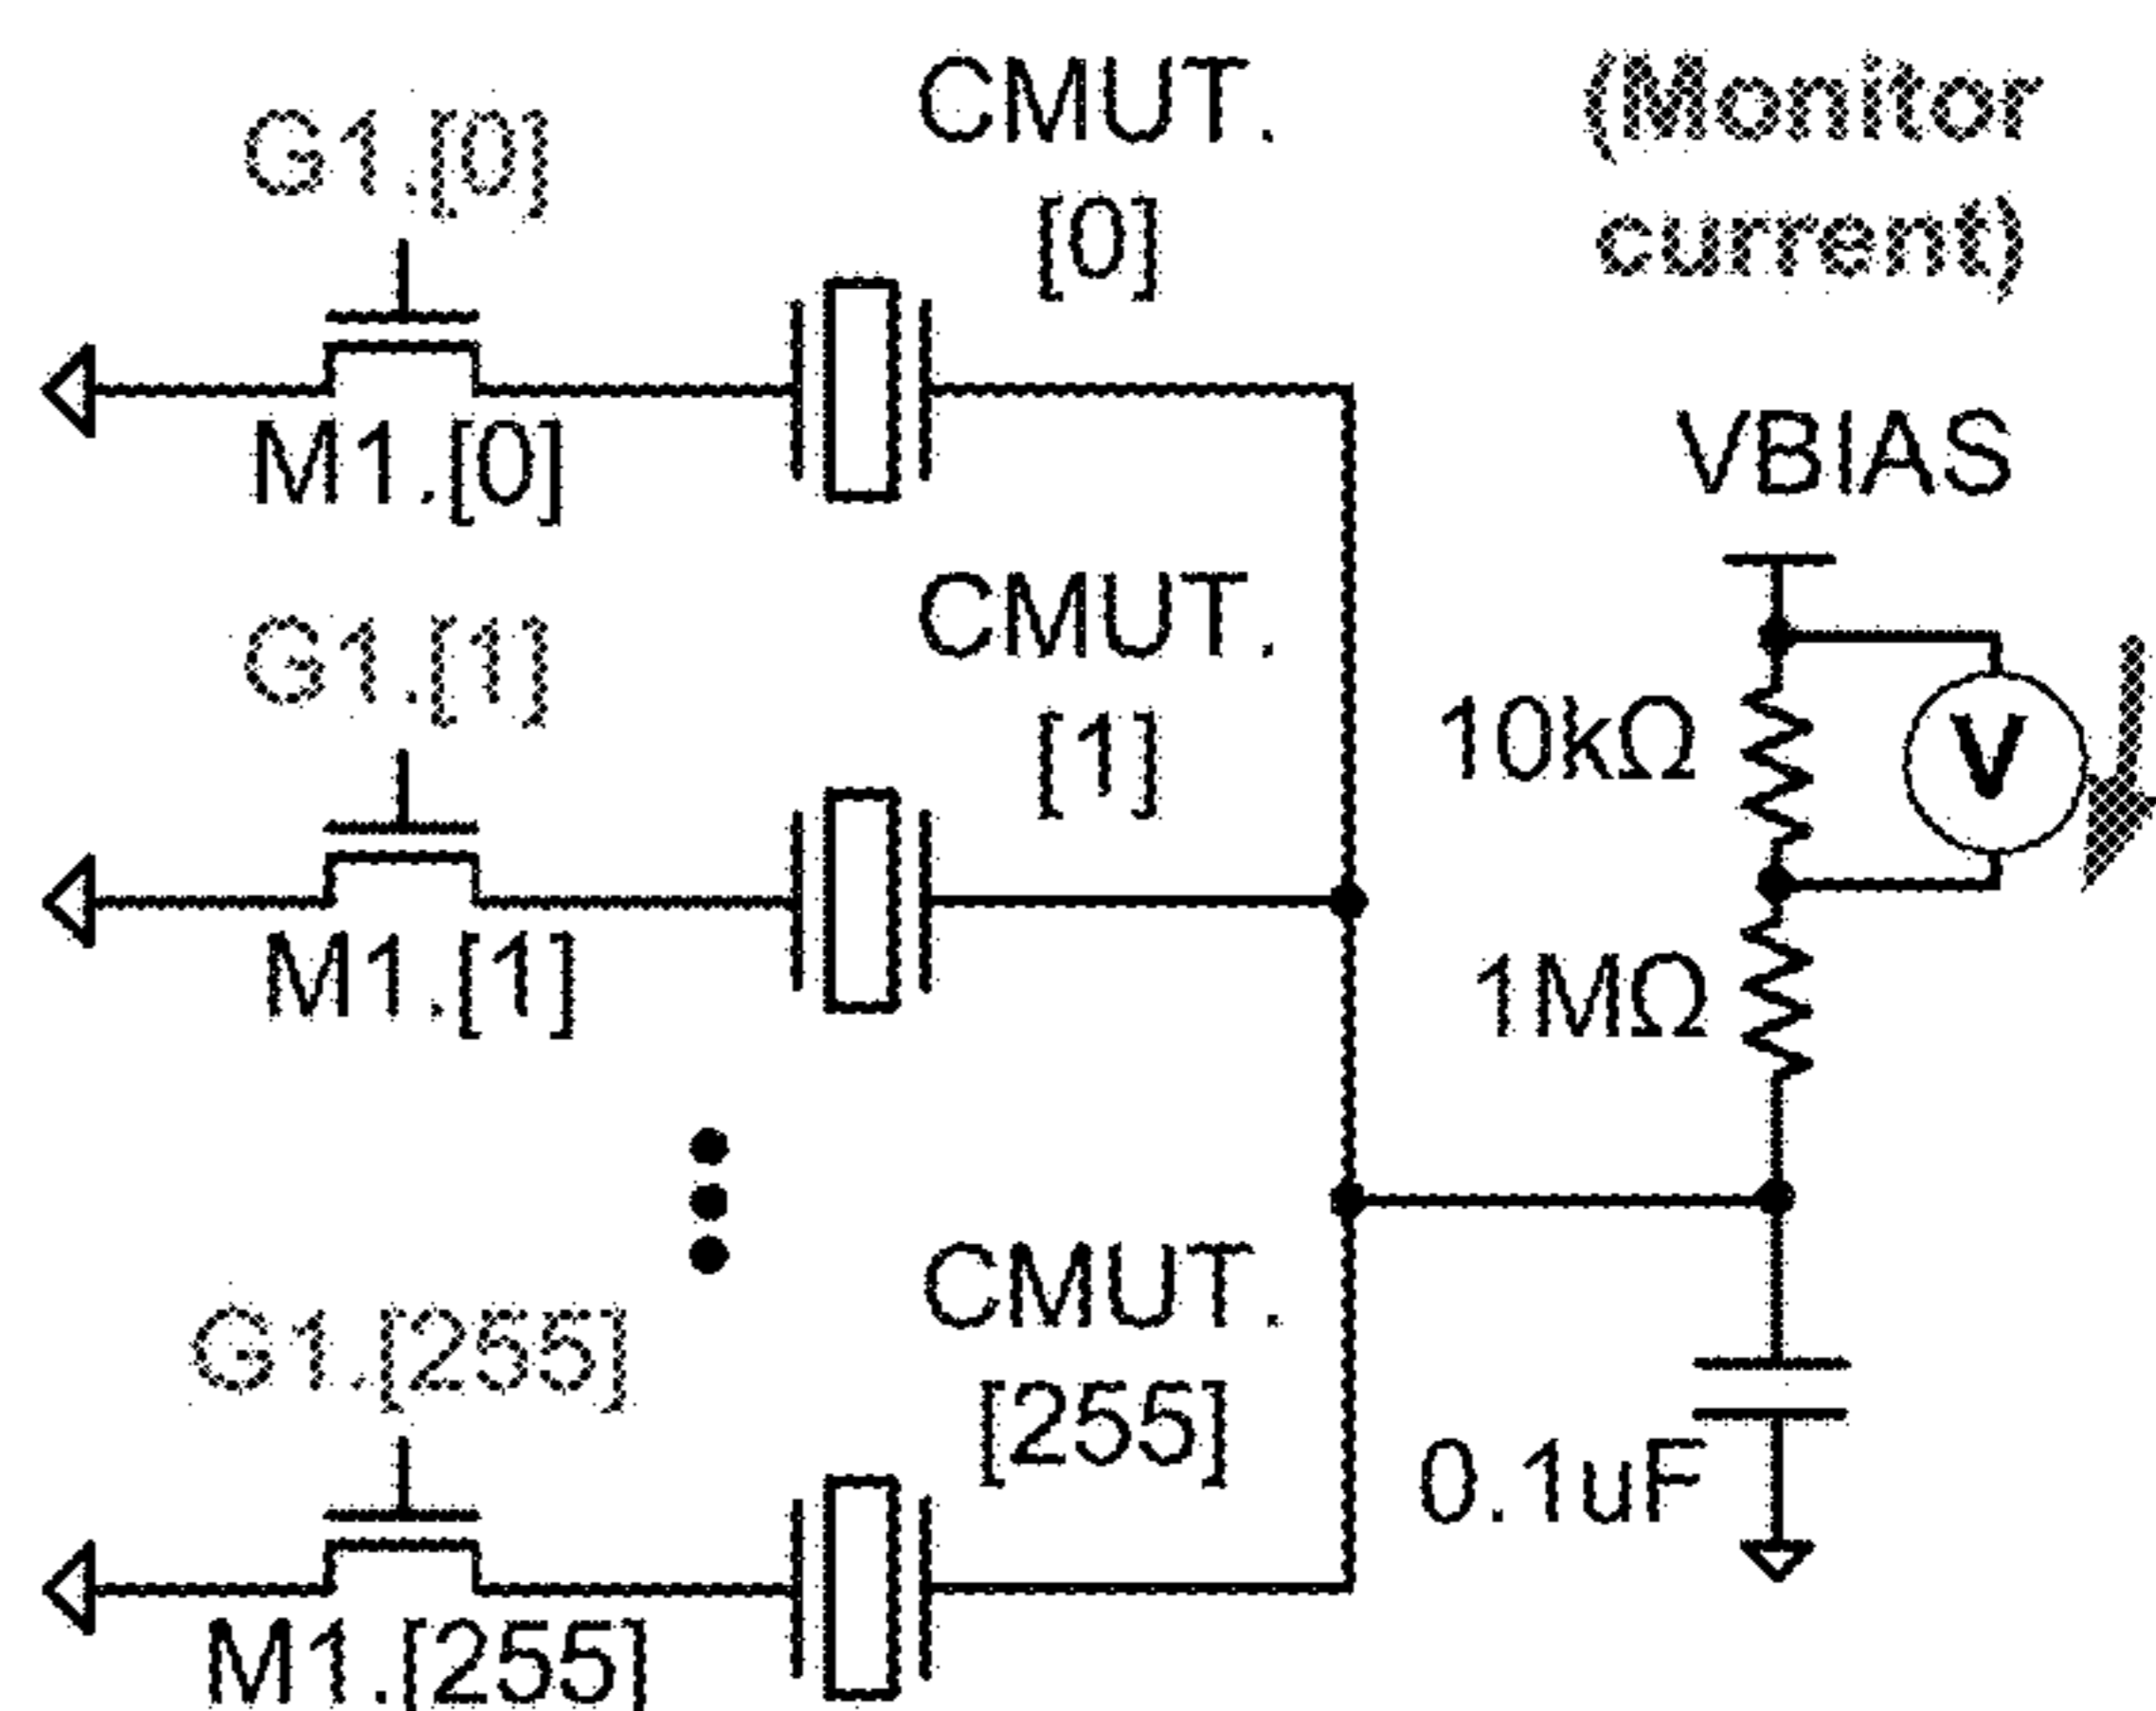 G1.[0]
CMUT.
[0]
(Monitor
current)
M1.[0]
VBIAS
G1.[1]
CMUT.
[1]
10kΩ
V
M1.[1]
1MΩ
G1.[255]
CMUT.
[255]
0.1uF
M1.[255]